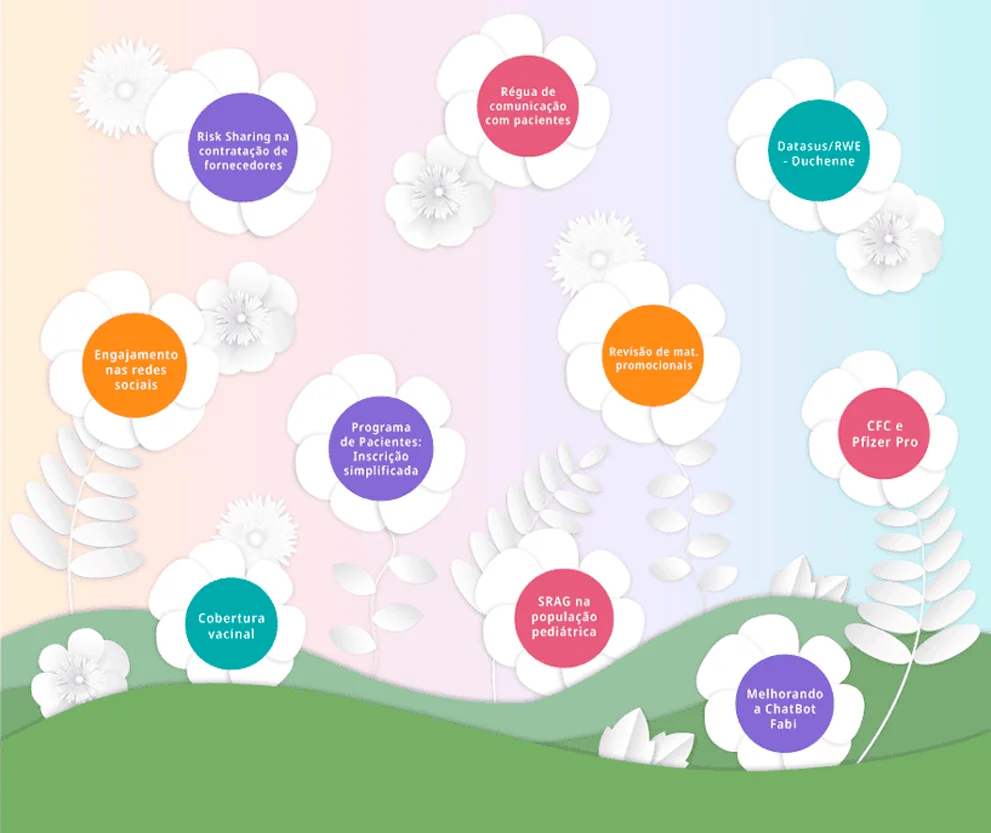 Régua de
comunicação
com pacientes
Risk Sharing na
contratação de
fornecedores
Datasus/RWE
- Duchenne
Engajamento
nas redes
sociais
Revisão de mat.
promocionais
Programa
de Pacientes:
Inscrição
simplificada
CFC e
Pfizer Pro
Cobertura
vacinal
SRAG na
população
pediátrica
Melhorando
a ChatBot
Fabi